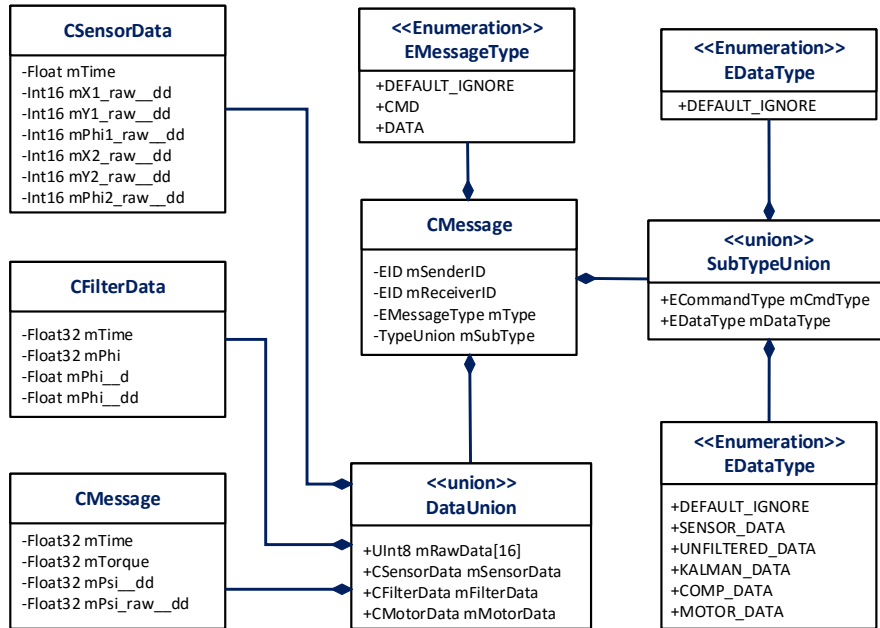 CSensorData
-Float mTime
-Int16 mX1_raw__dd
-Int16 mY1_raw__dd
-Int16 mPhi1_raw__dd
-Int16 mX2_raw__dd
-Int16 mY2_raw__dd
-Int16 mPhi2_raw__dd
<<Enumeration>>
EMessageType
+DEFAULT_IGNORE
+CMD
+DATA
<<Enumeration>>
EDataType
+DEFAULT_IGNORE
CMessage
-EID mSenderID
-EID mReceiverID
-EMessageType mType
-TypeUnion mSubType
<<union>>
SubTypeUnion
+ECommandType mCmdType
+EDataType mDataType
CFilterData
-Float32 mTime
-Float32 mPhi
-Float mPhi__d
-Float mPhi__dd
CMessage
-Float32 mTime
-Float32 mTorque
-Float32 mPsi__dd
-Float32 mPsi_raw__dd
<<union>>
DataUnion
+UInt8 mRawData[16]
+CSensorData mSensorData
+CFilterData mFilterData
+CMotorData mMotorData
<<Enumeration>>
EDataType
+DEFAULT_IGNORE
+SENSOR_DATA
+UNFILTERED_DATA
+KALMAN_DATA
+COMP_DATA
+MOTOR_DATA